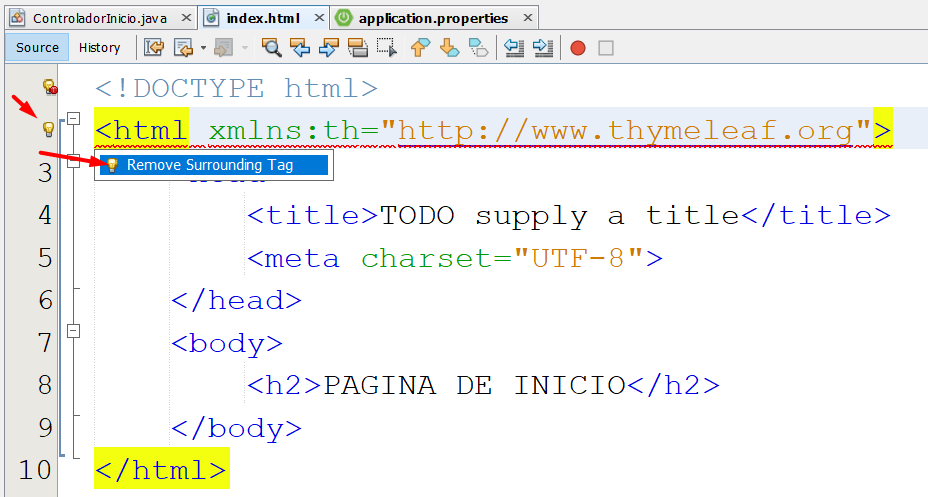 ControladorInicio.java × index.html × application.properties ×
Source History
<!DOCTYPE html>
<html xmlns:th="http://www.thymeleaf.org">
Remove Surrounding Tag
3
4 <title>TODO supply a title</title>
5 <meta charset="UTF-8">
6 </head>
7 <body>
8 <h2>PAGINA DE INICIO</h2>
9 </body>
10 </html>